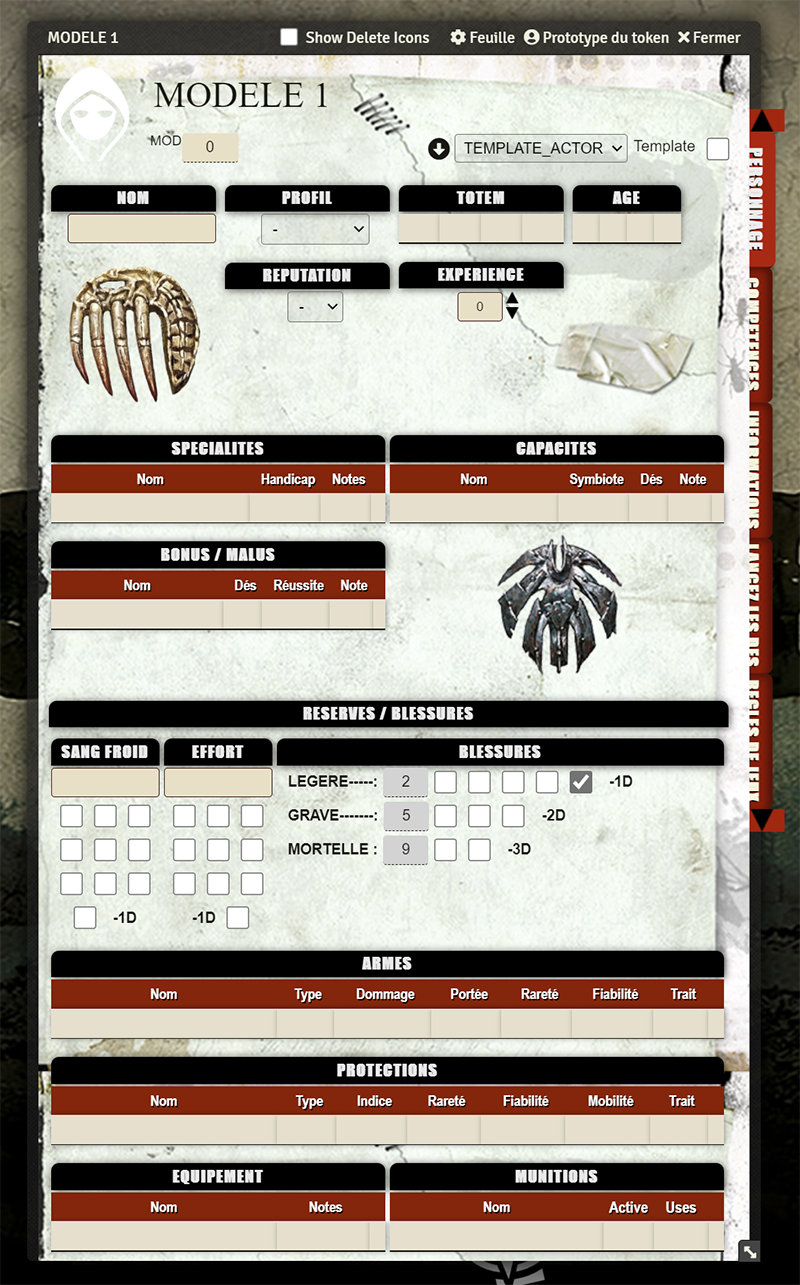 MODELE 1 Show Delete Icons Feuille Prototype du token Fermer
MODELE 1
MOD 0 TEMPLATE_ACTOR Template
NOM PROFIL TOTEM AGE
-
REPUTATION EXPERIENCE
- 0
SPECIALITES CAPACITES
Nom Handicap Notes Nom Symbiote Dés Note
BONUS / MALUS
Nom Dés Réussite Note
RESERVES / BLESSURES
SANG FROID EFFORT BLESSURES
LEGERE-----: 2 -1D
GRAVE-------: 5 -2D
MORTELLE : 9 -3D
-1D -1D
ARMES
Nom Type Dommage Portée Rareté Fiabilité Trait
PROTECTIONS
Nom Type Indice Rareté Fiabilité Mobilité Trait
EQUIPEMENT MUNITIONS
Nom Notes Nom Active Uses
PERSONNAGE
COMPETENCES
INFORMATIONS
LANCEZ LES DES
REGLES DE JEU